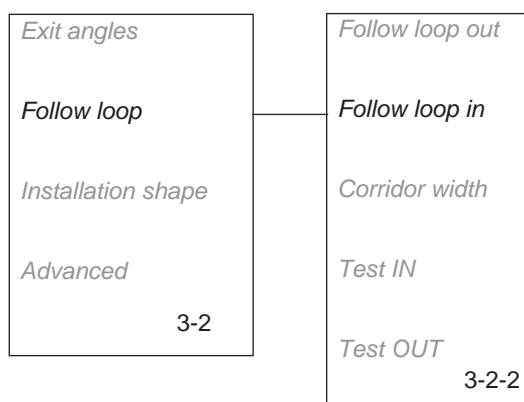 Exit angles
Follow loop
Installation shape
Advanced
3-2
Follow loop out
Follow loop in
Corridor width
Test IN
Test OUT
3-2-2